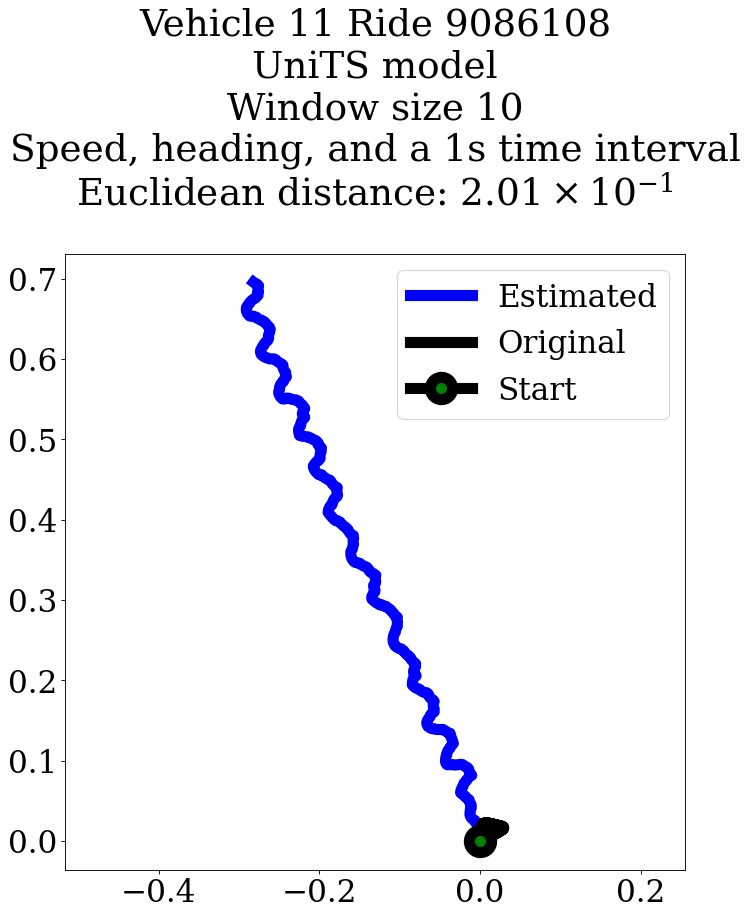 Vehicle 11 Ride 9086108
UniTS model
Window size 10
Speed, heading, and a 1s time interval
Euclidean distance: 2.01 × 10⁻¹
Estimated
Original
Start
0.7
0.6
0.5
0.4
0.3
0.2
0.1
0.0
−0.4 −0.2 0.0 0.2